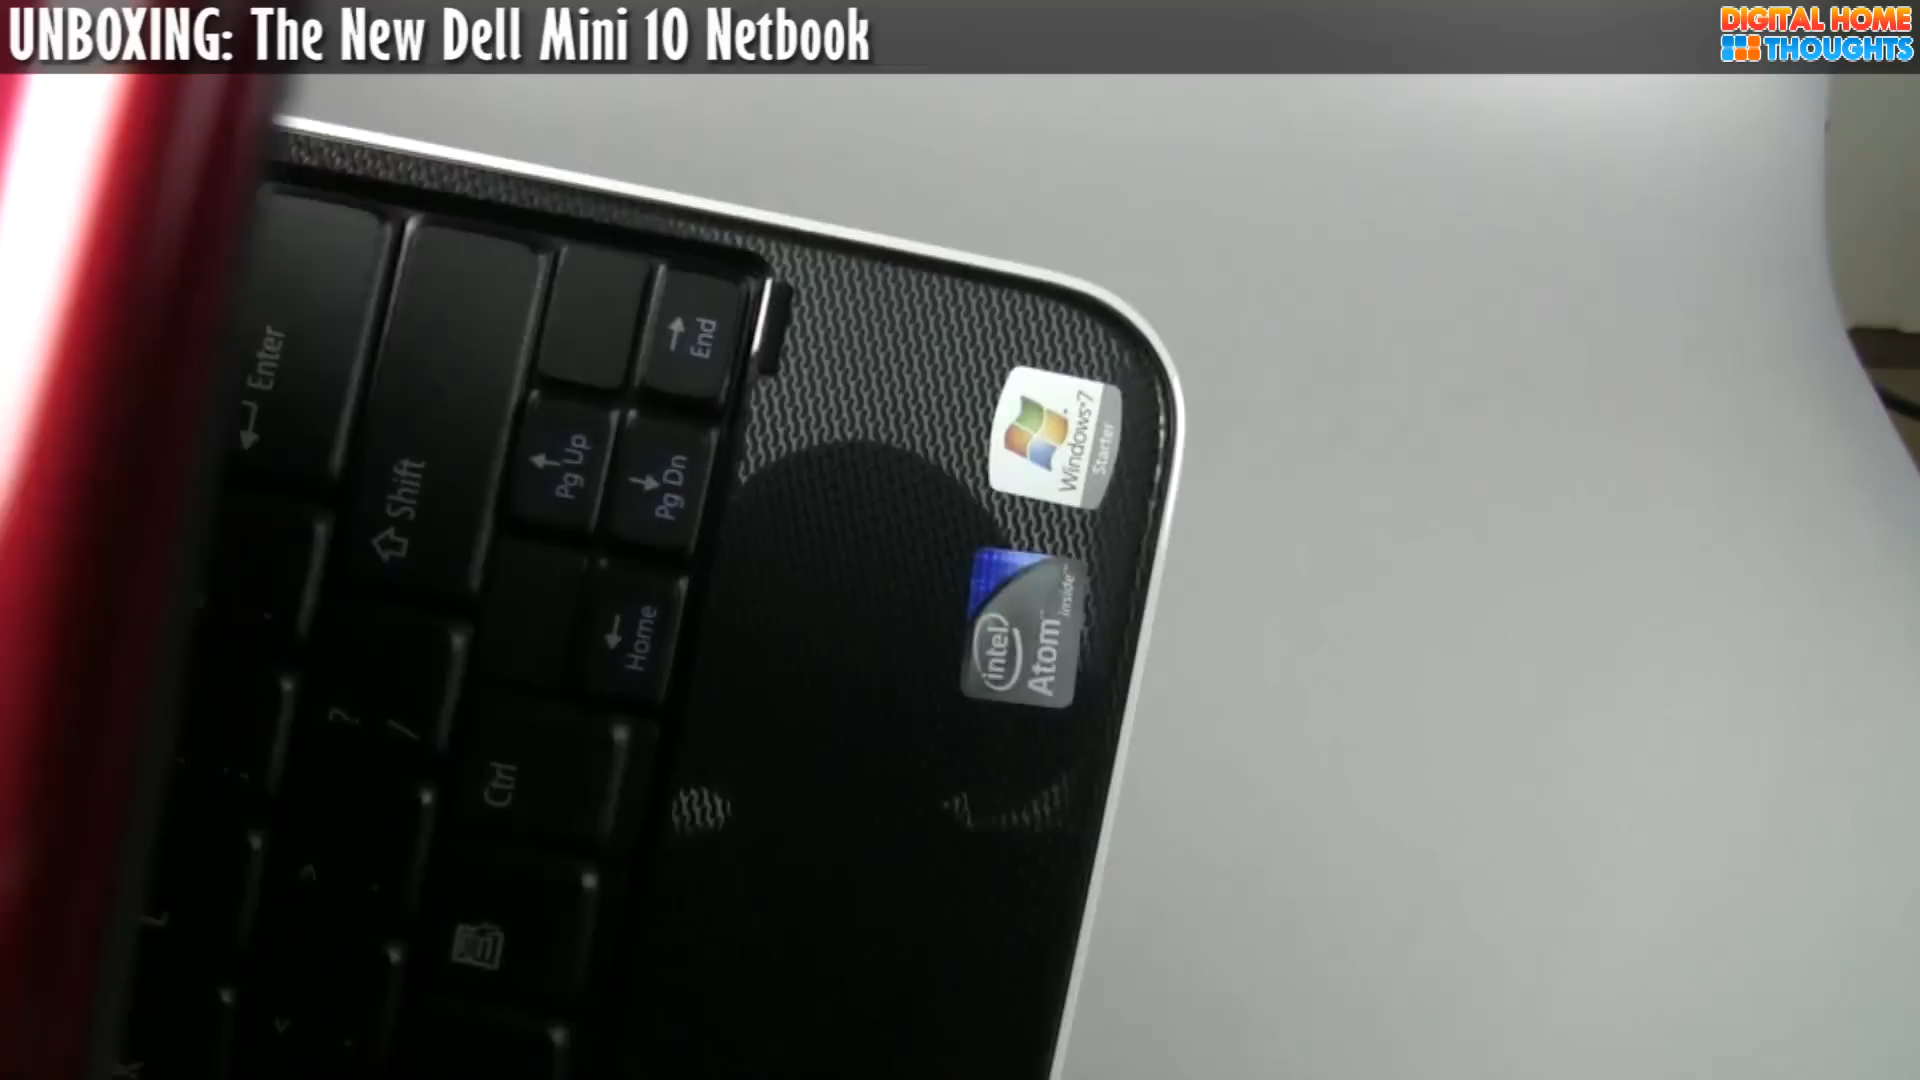 UNBOXING: The New Dell Mini 10 Netbook
DIGITAL HOME
THOUGHTS
Enter
Shift
End
Pg Up
Pg Dn
Home
?
/
Ctrl
>
.
<
Windows 7
Starter
intel
Atom
inside™